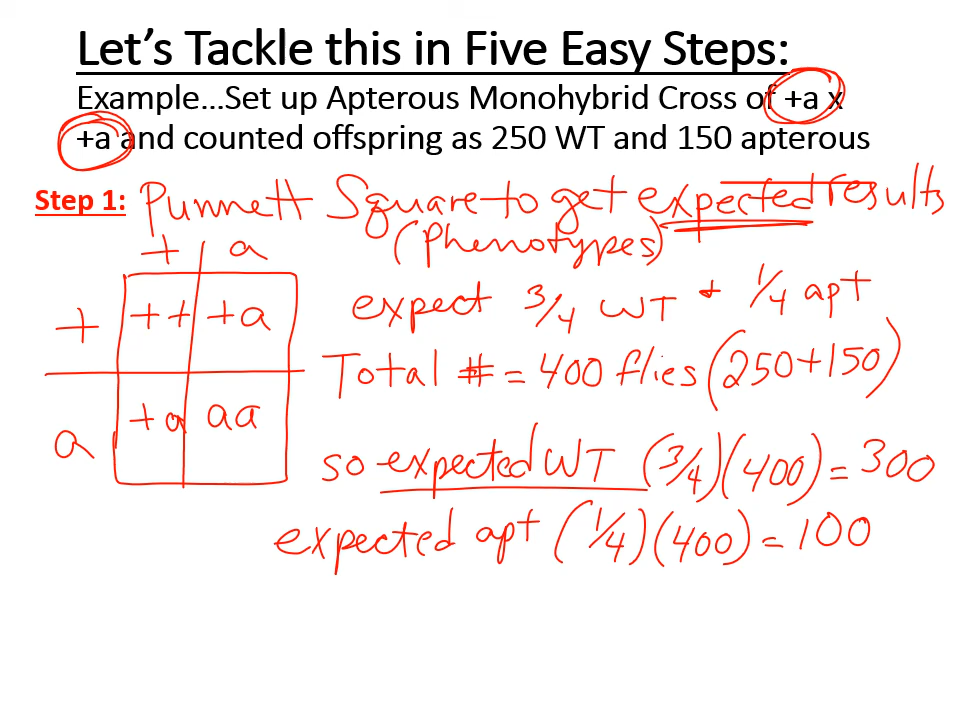 Let's Tackle this in Five Easy Steps:
Example...Set up Apterous Monohybrid Cross of +a x
+a and counted offspring as 250 WT and 150 apterous
Step 1: Punnett Square to get expected results
(Phenotypes)
+ a
+ ++ +a
a +a aa
expect 3/4 WT + 1/4 apt
Total # = 400 flies (250+150)
so expected WT (3/4)(400) = 300
expected apt (1/4)(400) = 100